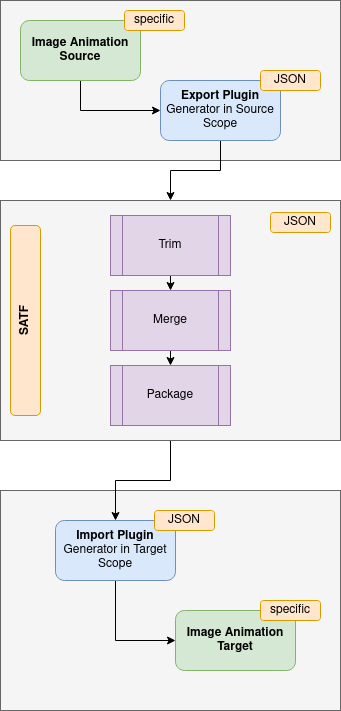 specific
Image Animation
Source
JSON
Export Plugin
Generator in Source
Scope
JSON
SATF
Trim
Merge
Package
JSON
Import Plugin
Generator in Target
Scope
specific
Image Animation
Target